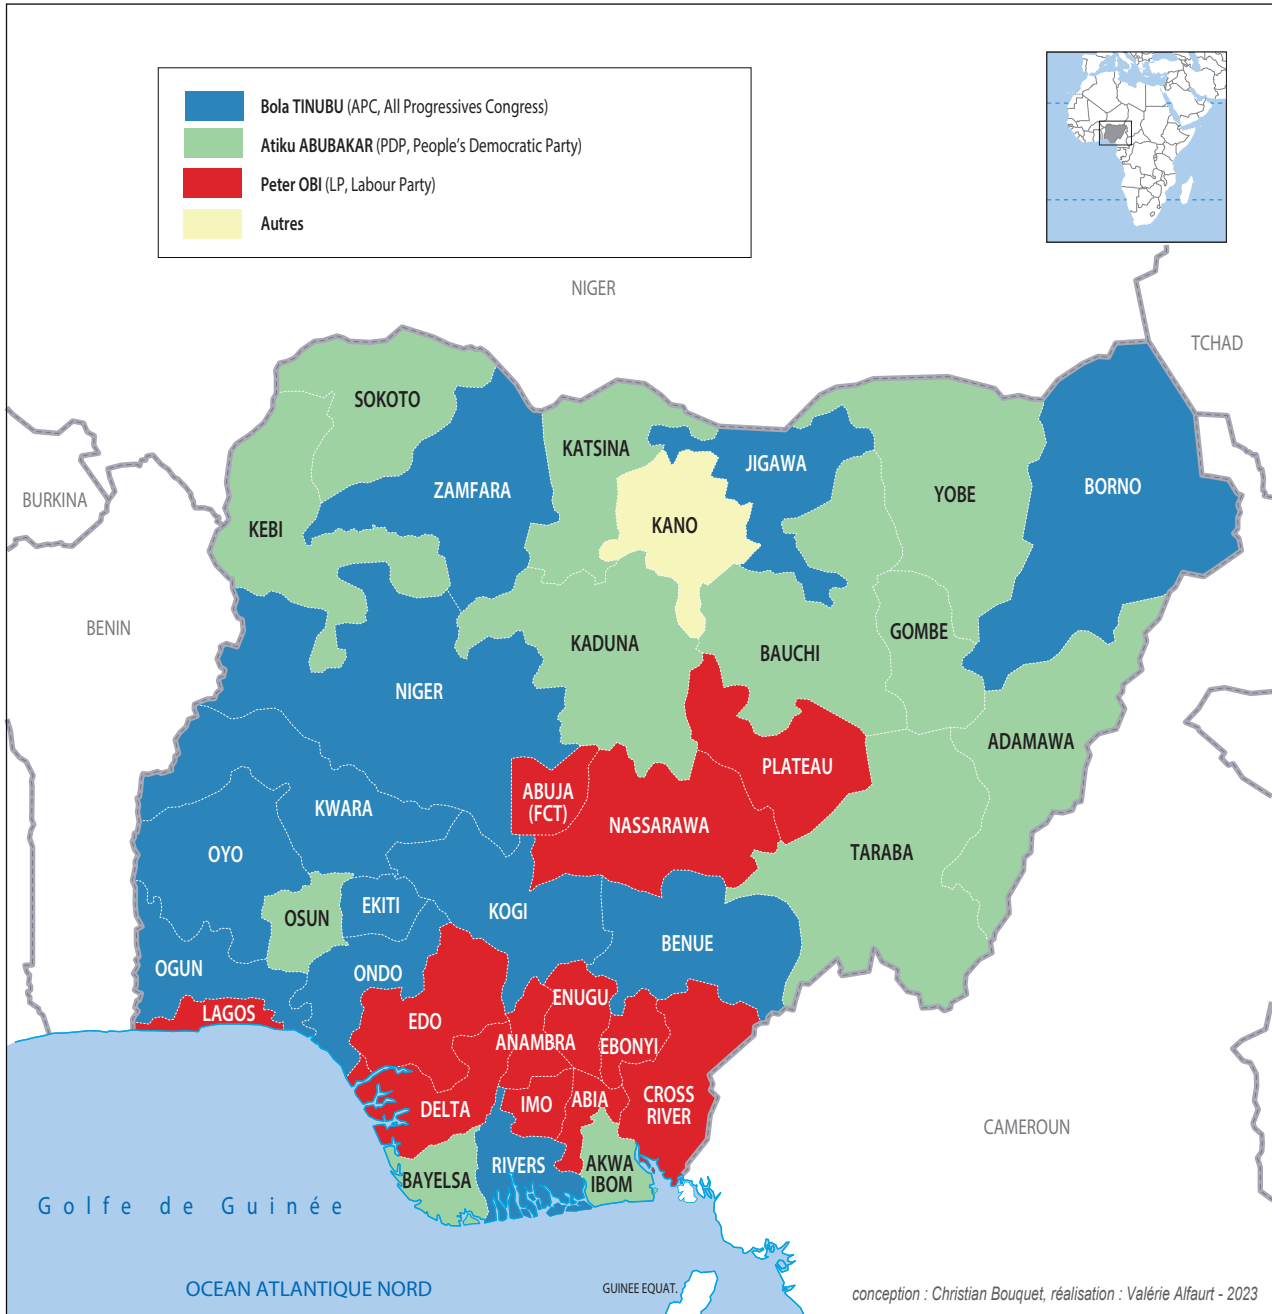 Bola TINUBU (APC, All Progressives Congress)
Atiku ABUBAKAR (PDP, People's Democratic Party)
Peter OBI (LP, Labour Party)
Autres
NIGER
TCHAD
SOKOTO
KATSINA
JIGAWA
ZAMFARA
BORNO
YOBE
BURKINA
KEBI
KANO
BENIN
GOMBE
KADUNA
BAUCHI
NIGER
ADAMAWA
PLATEAU
ABUJA
(FCT)
KWARA
NASSARAWA
OYO
TARABA
EKITI
OSUN
KOGI
BENUE
OGUN
ONDO
ENUGU
LAGOS
EDO
ANAMBRA
EBONYI
CROSS
RIVER
ABIA
IMO
DELTA
CAMEROUN
RIVERS
AKWA
IBOM
BAYELSA
Golfe de Guinée
OCEAN ATLANTIQUE NORD
GUINEE EQUAT.
conception : Christian Bouquet, réalisation : Valérie Alfaurt - 2023